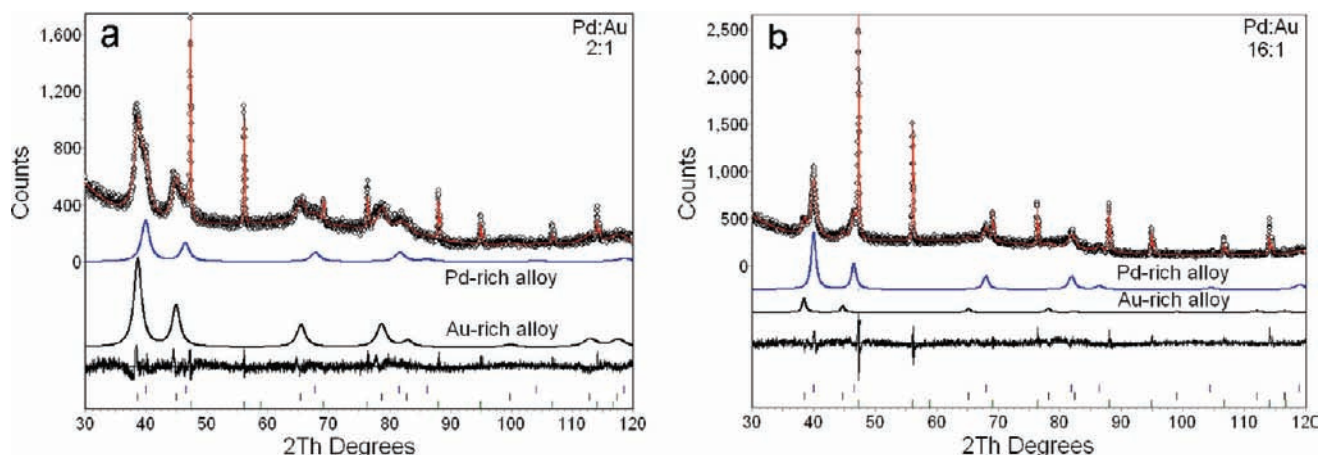 a
Pd:Au
2:1
1,600
1,200
800
400
0
Counts
Pd-rich alloy
Au-rich alloy
30 40 50 60 70 80 90 100 110 120
2Th Degrees
b
Pd:Au
16:1
2,500
2,000
1,500
1,000
500
0
Counts
Pd-rich alloy
Au-rich alloy
30 40 50 60 70 80 90 100 110 120
2Th Degrees